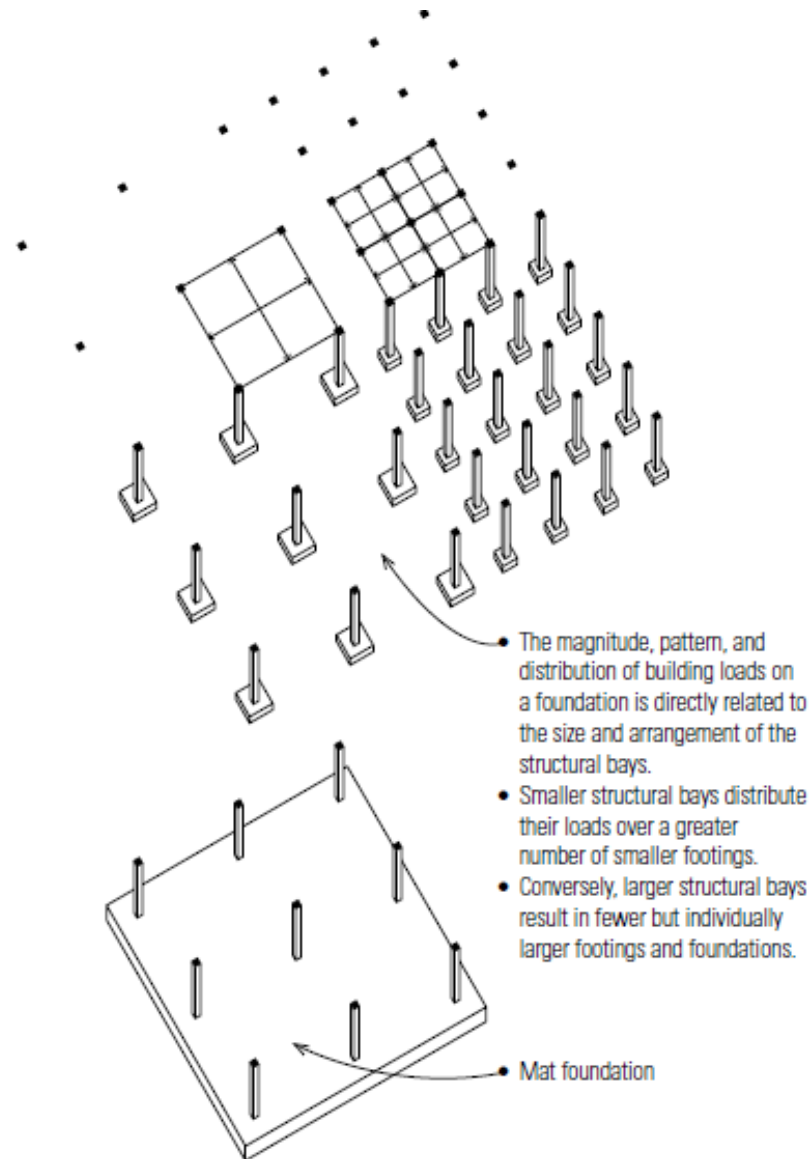 • The magnitude, pattern, and
distribution of building loads on
a foundation is directly related to
the size and arrangement of the
structural bays.
• Smaller structural bays distribute
their loads over a greater
number of smaller footings.
• Conversely, larger structural bays
result in fewer but individually
larger footings and foundations.
• Mat foundation